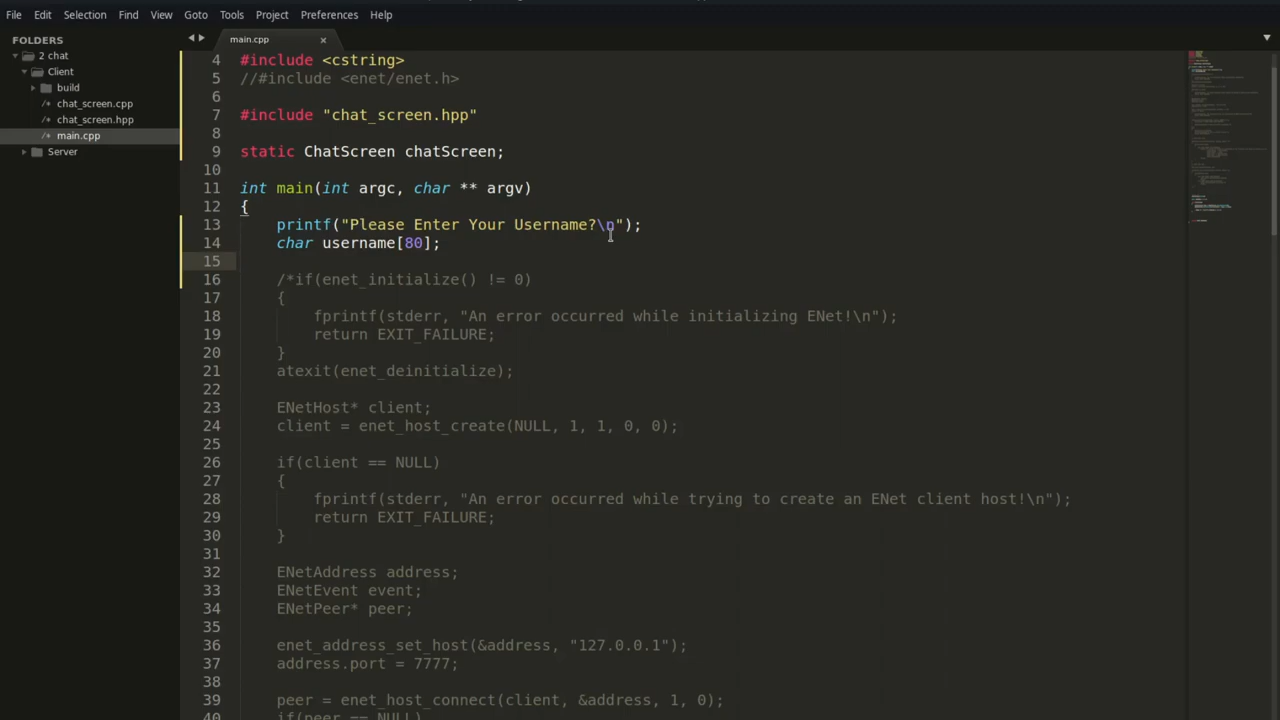 File Edit Selection Find View Goto Tools Project Preferences Help
FOLDERS
2 chat
Client
build
chat_screen.cpp
chat_screen.hpp
main.cpp
Server
main.cpp
4 #include <cstring>
5 //#include <enet/enet.h>
6
7 #include "chat_screen.hpp"
8
9 static ChatScreen chatScreen;
10
11 int main(int argc, char ** argv)
12 {
13 printf("Please Enter Your Username?\n");
14 char username[80];
15
16 /*if(enet_initialize() != 0)
17 {
18 fprintf(stderr, "An error occurred while initializing ENet!\n");
19 return EXIT_FAILURE;
20 }
21 atexit(enet_deinitialize);
22
23 ENetHost* client;
24 client = enet_host_create(NULL, 1, 1, 0, 0);
25
26 if(client == NULL)
27 {
28 fprintf(stderr, "An error occurred while trying to create an ENet client host!\n");
29 return EXIT_FAILURE;
30 }
31
32 ENetAddress address;
33 ENetEvent event;
34 ENetPeer* peer;
35
36 enet_address_set_host(&address, "127.0.0.1");
37 address.port = 7777;
38
39 peer = enet_host_connect(client, &address, 1, 0);
40 if(peer == NULL)